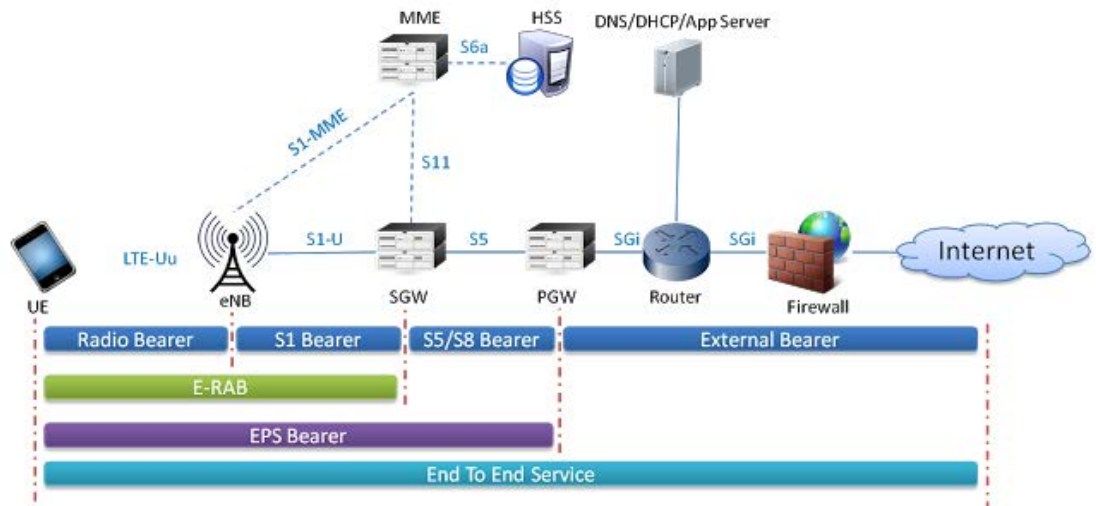 MME
HSS
DNS/DHCP/App Server
S6a
S1-MME
S11
LTE-Uu
S1-U
S5
SGi
SGi
Internet
UE
eNB
SGW
PGW
Router
Firewall
Radio Bearer
S1 Bearer
S5/S8 Bearer
External Bearer
E-RAB
EPS Bearer
End To End Service